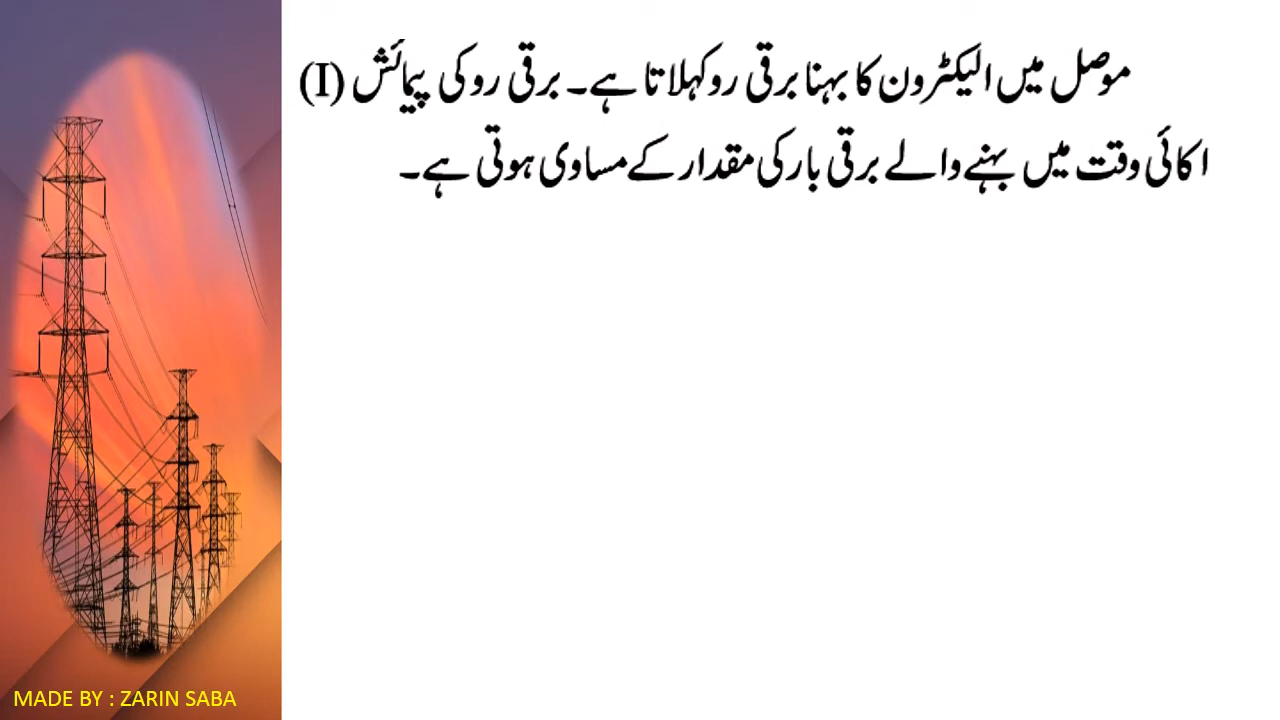 موصل میں الیکٹرون کا بہنا برقی رو کہلاتا ہے۔ برقی رو کی پیمائش (I)
اکائی وقت میں بہنے والے برقی بار کی مقدار کے مساوی ہوتی ہے۔
MADE BY : ZARIN SABA